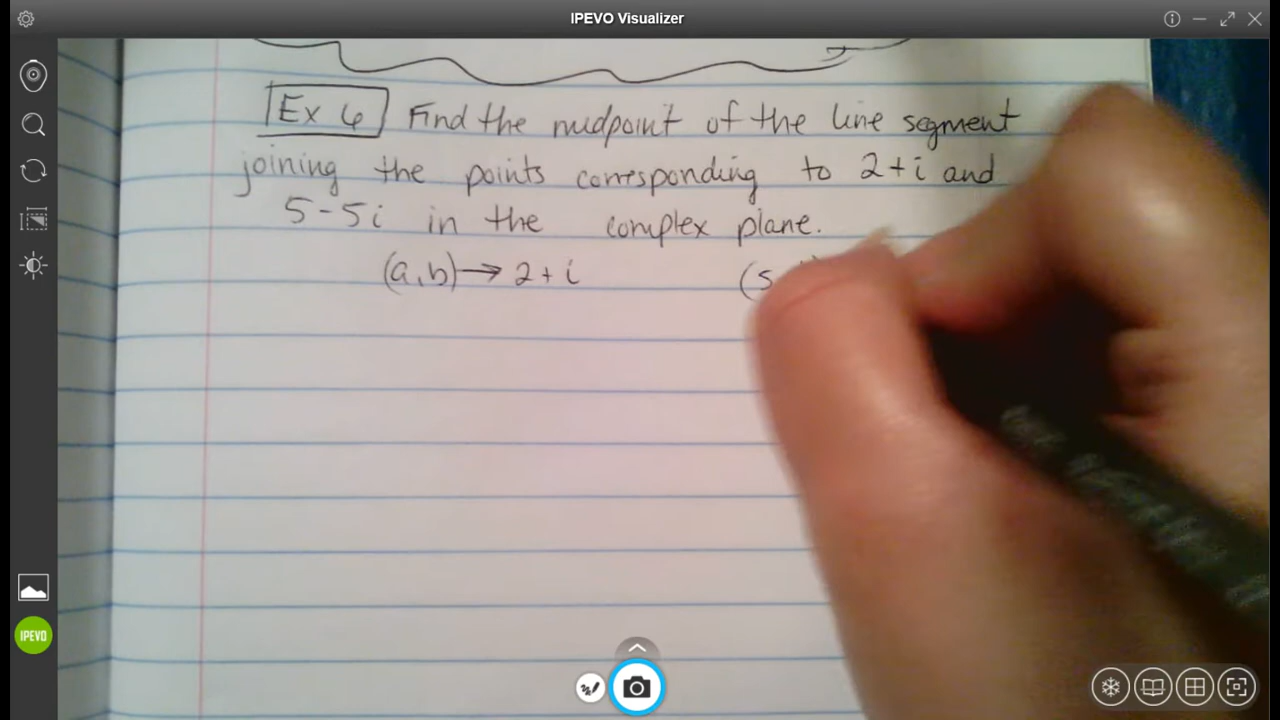 IPEVO Visualizer
Ex 6 Find the midpoint of the line segment
joining the points corresponding to 2+i and
5-5i in the complex plane.
(a,b)→2+i (s
IPEVO